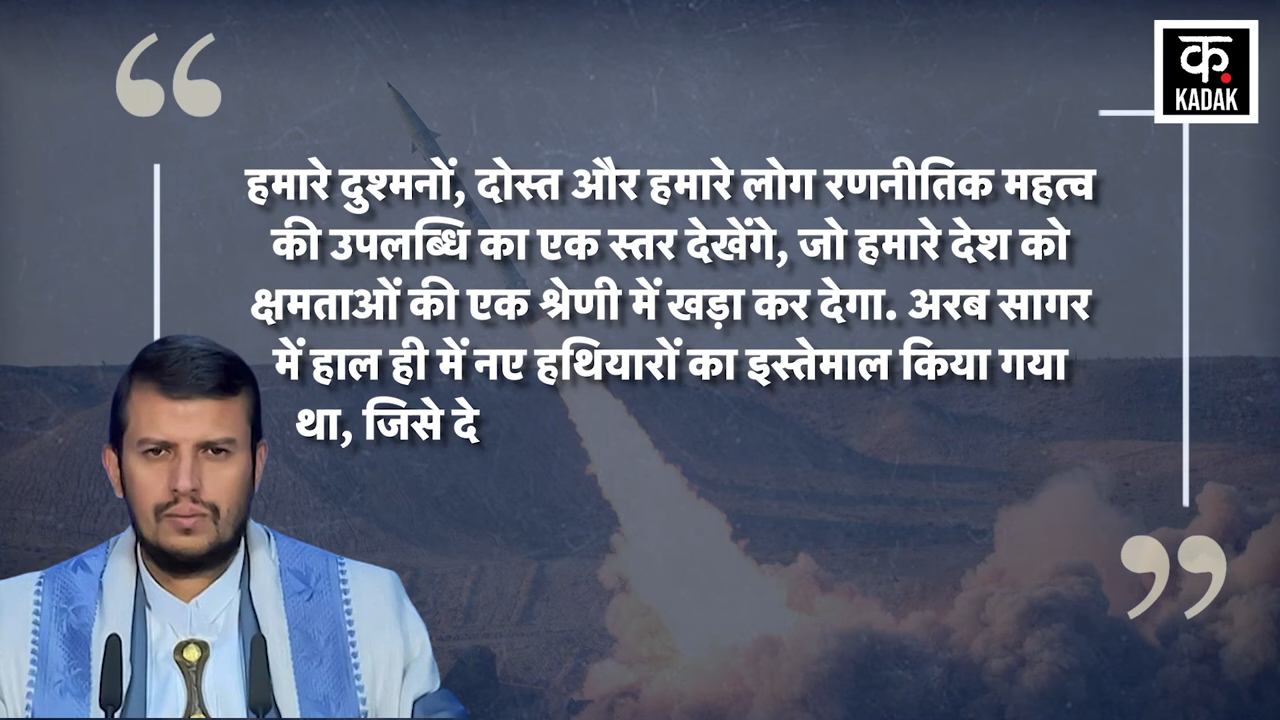 क
KADAK
हमारे दुश्मनों, दोस्त और हमारे लोग रणनीतिक महत्व
की उपलब्धि का एक स्तर देखेंगे, जो हमारे देश को
क्षमताओं की एक श्रेणी में खड़ा कर देगा. अरब सागर
में हाल ही में नए हथियारों का इस्तेमाल किया गया
था, जिसे दे